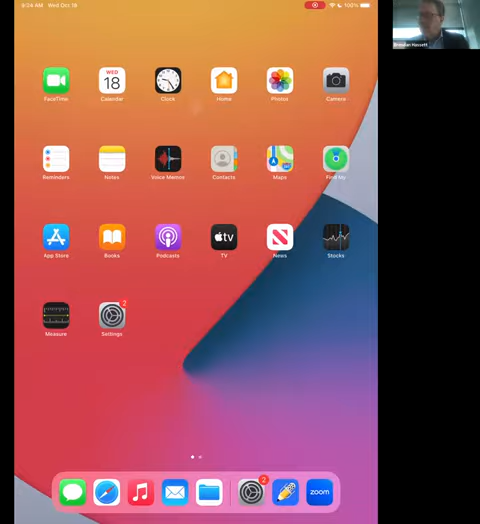 9:24 AM Wed Oct 18
100%
Brendan Hassett
WED
18
FaceTime
Calendar
Clock
Home
Photos
Camera
Reminders
Notes
Voice Memos
Contacts
Maps
Find My
App Store
Books
Podcasts
tv
TV
News
Stocks
2
Measure
Settings
2
zoom